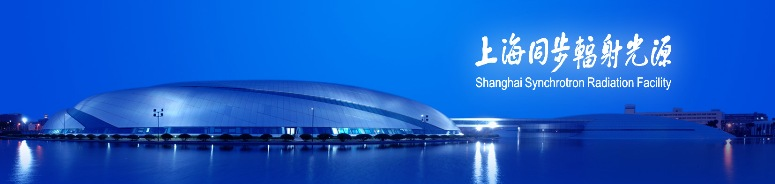 上海同步辐射光源
Shanghai Synchrotron Radiation Facility